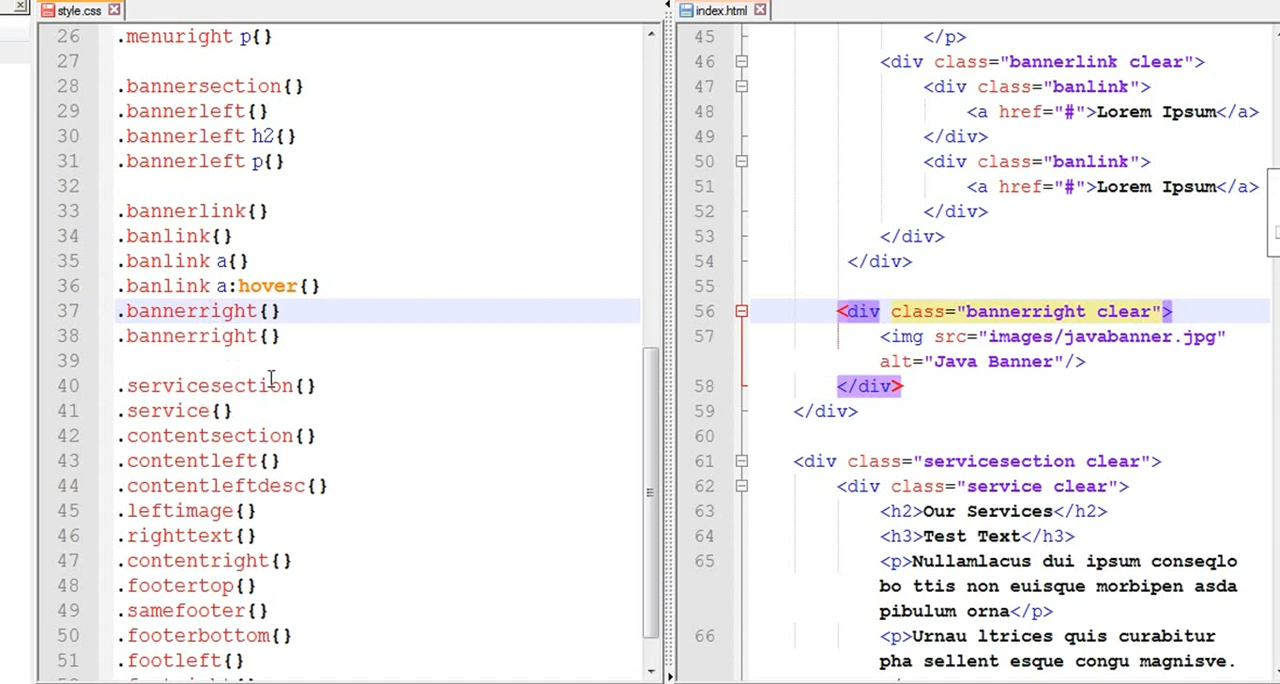 style.css
26 .menuright p{}
27
28 .bannersection{}
29 .bannerleft{}
30 .bannerleft h2{}
31 .bannerleft p{}
32
33 .bannerlink{}
34 .banlink{}
35 .banlink a{}
36 .banlink a:hover{}
37 .bannerright{}
38 .bannerright{}
39
40 .servicesection{}
41 .service{}
42 .contentsection{}
43 .contentleft{}
44 .contentleftdesc{}
45 .leftimage{}
46 .righttext{}
47 .contentright{}
48 .footertop{}
49 .samefooter{}
50 .footerbottom{}
51 .footleft{}
index.html
45 </p>
46 <div class="bannerlink clear">
47 <div class="banlink">
48 <a href="#">Lorem Ipsum</a>
49 </div>
50 <div class="banlink">
51 <a href="#">Lorem Ipsum</a>
52 </div>
53 </div>
54 </div>
55
56 <div class="bannerright clear">
57 <img src="images/javabanner.jpg"
alt="Java Banner"/>
58 </div>
59 </div>
60
61 <div class="servicesection clear">
62 <div class="service clear">
63 <h2>Our Services</h2>
64 <h3>Test Text</h3>
65 <p>Nullamlacus dui ipsum conseqlo
bo ttis non euisque morbipen asda
pibulum orna</p>
66 <p>Urnau ltrices quis curabitur
pha sellent esque congu magnisve.